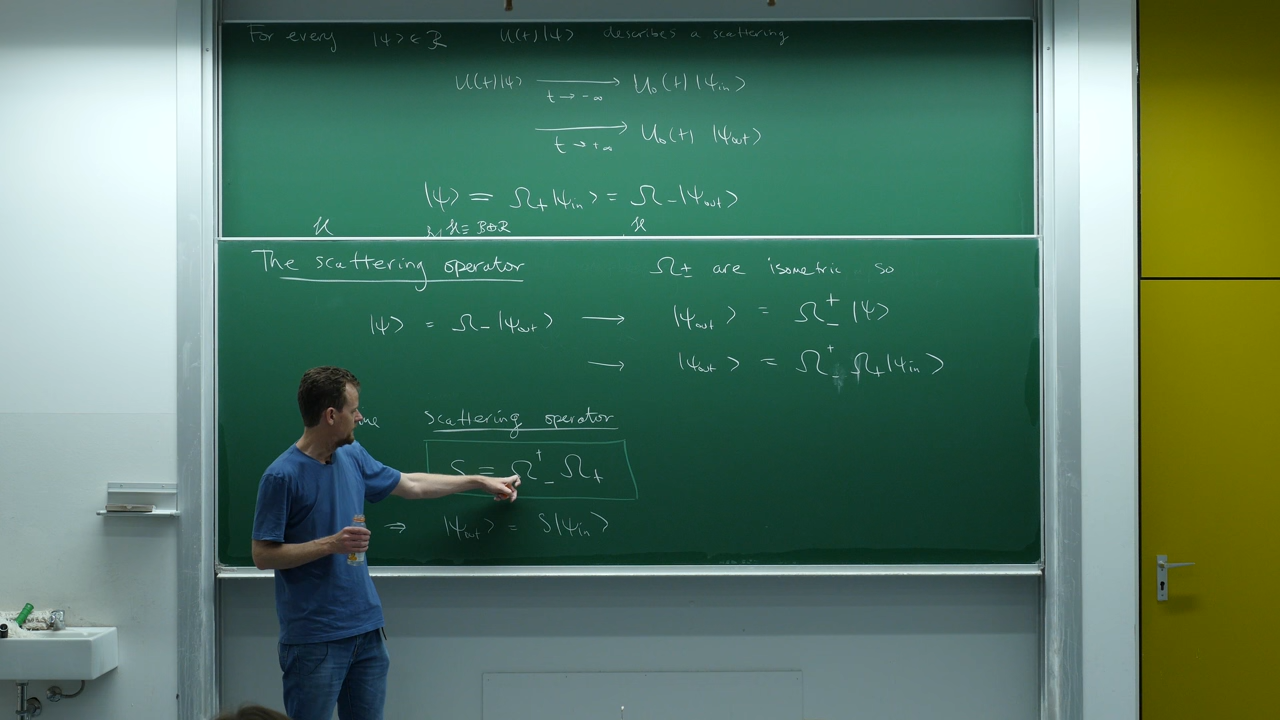 For every |ψ> ∈ R U(t)|ψ> describes a scattering
U(t)|ψ> ⟶ U₀(t)|ψin>
t → -∞
⟶ U₀(t) |ψout>
t → +∞
|ψ> = Ω+|ψin> = Ω-|ψout>
ℋ ℋ = B⊕R ℋ
The scattering operator
Ω± are isometric so
|ψ> = Ω-|ψout> ⟶ |ψout> = Ω-†|ψ>
⟶ |ψout> = Ω-†Ω+|ψin>
scattering operator
S = Ω-†Ω+
⇒ |ψout> = S|ψin>